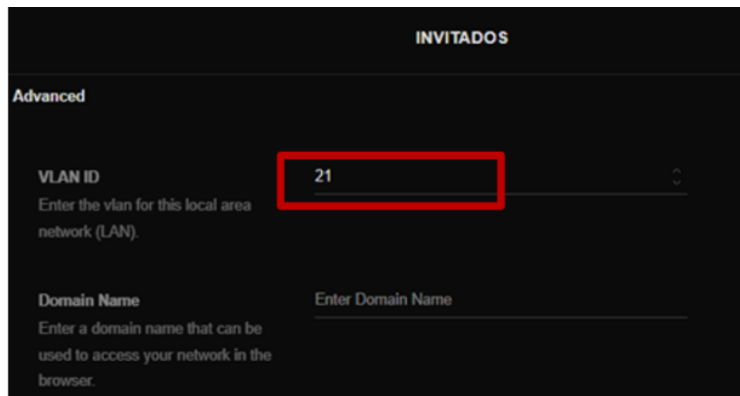 INVITADOS
Advanced
VLAN ID
21
Enter the vlan for this local area
network (LAN).
Domain Name
Enter Domain Name
Enter a domain name that can be
used to access your network in the
browser.